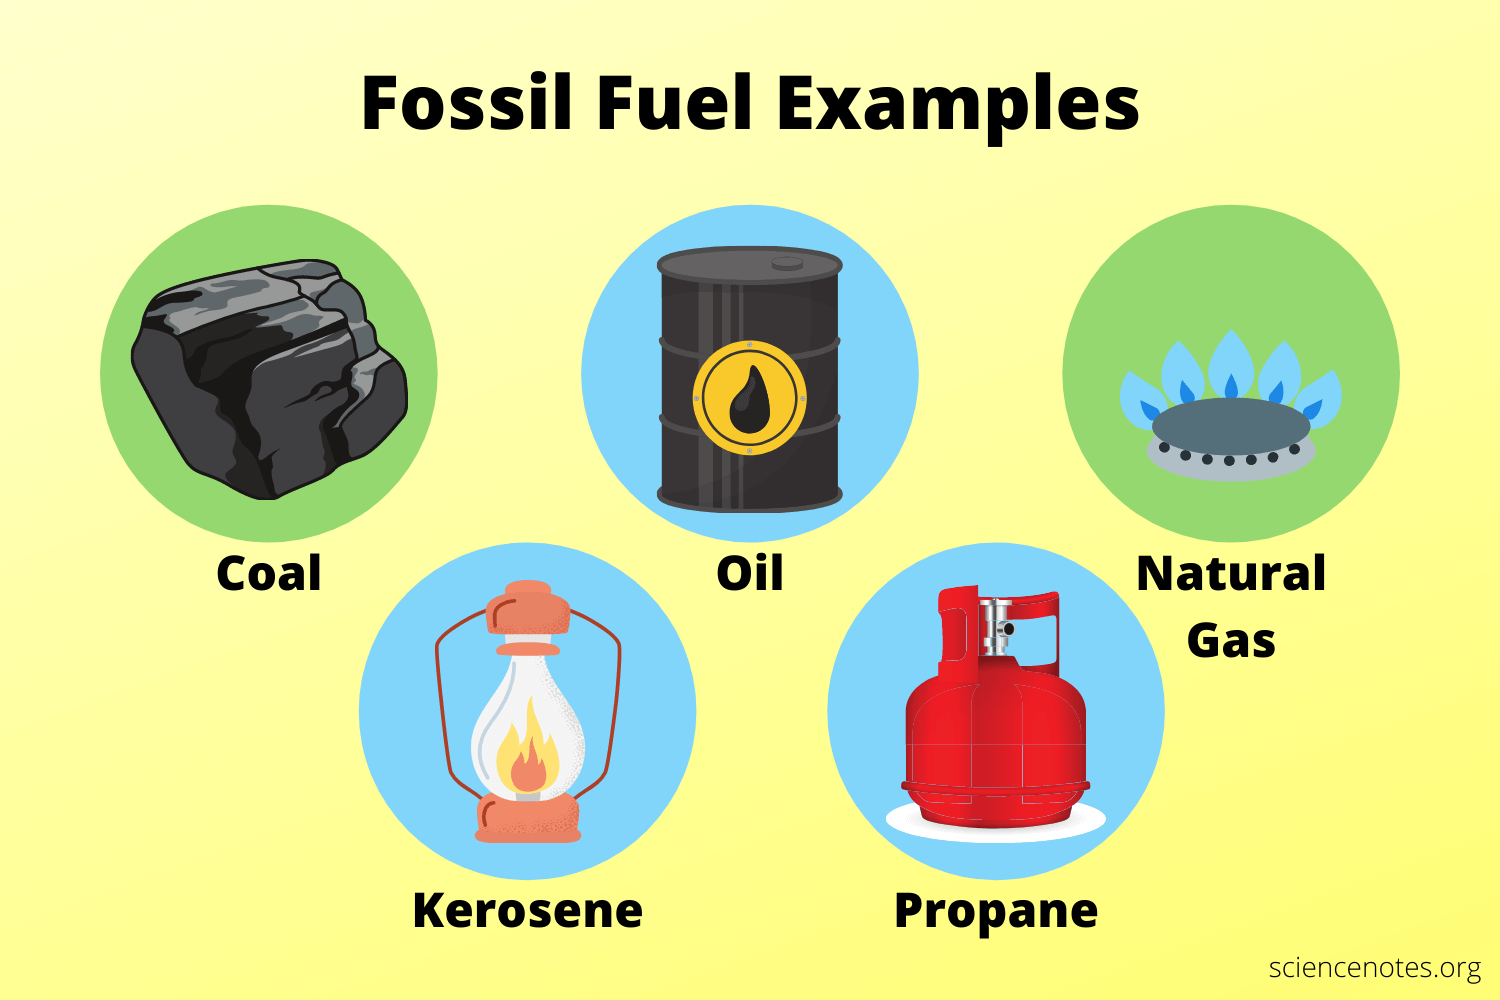 Fossil Fuel Examples
Coal
Oil
Natural
Gas
Kerosene
Propane
sciencenotes.org